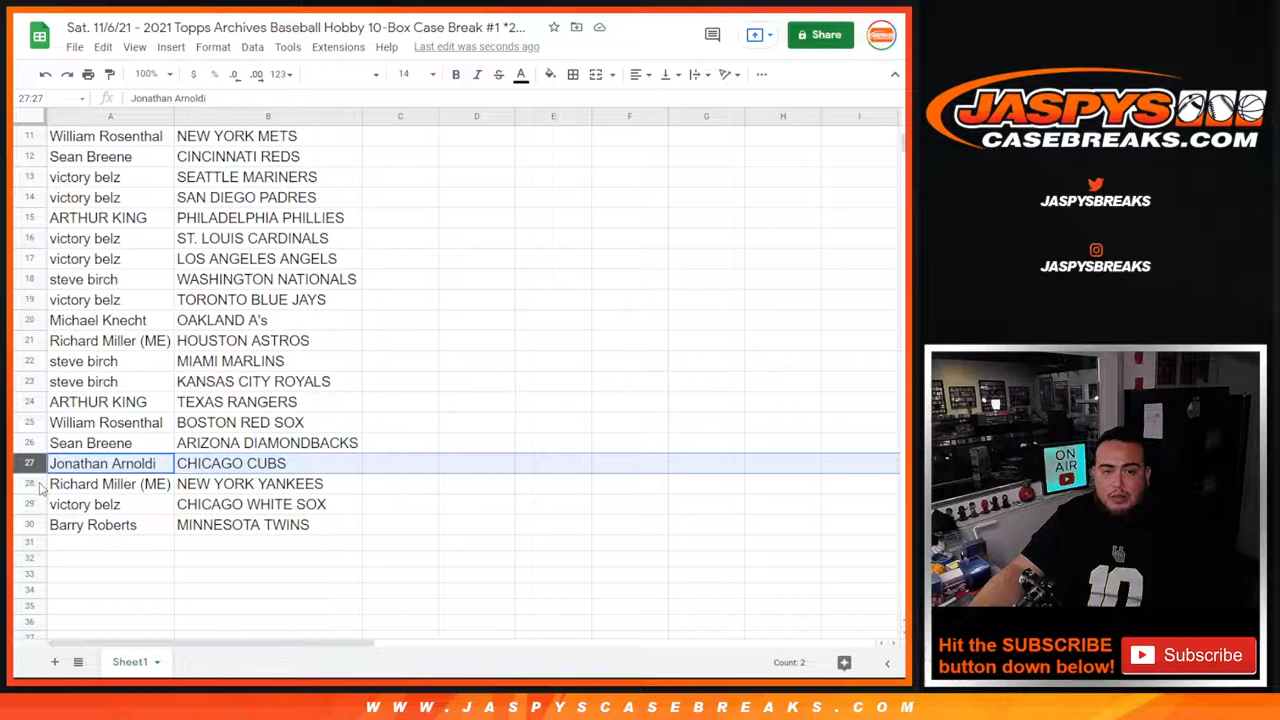 Sat. 11/6/21 - 2021 Topps Archives Baseball Hobby 10-Box Case Break #1 *2...
Share
File Edit View Insert Format Data Tools Extensions Help Last edit was seconds ago
100% $ % .0 .00 123 14 B I S A
27:27 fx Jonathan Arnoldi
A B C D E F G H I
11 William Rosenthal NEW YORK METS
12 Sean Breene CINCINNATI REDS
13 victory belz SEATTLE MARINERS
14 victory belz SAN DIEGO PADRES
15 ARTHUR KING PHILADELPHIA PHILLIES
16 victory belz ST. LOUIS CARDINALS
17 victory belz LOS ANGELES ANGELS
18 steve birch WASHINGTON NATIONALS
19 victory belz TORONTO BLUE JAYS
20 Michael Knecht OAKLAND A's
21 Richard Miller (ME) HOUSTON ASTROS
22 steve birch MIAMI MARLINS
23 steve birch KANSAS CITY ROYALS
24 ARTHUR KING TEXAS RANGERS
25 William Rosenthal BOSTON RED SOX
26 Sean Breene ARIZONA DIAMONDBACKS
27 Jonathan Arnoldi CHICAGO CUBS
28 Richard Miller (ME) NEW YORK YANKEES
29 victory belz CHICAGO WHITE SOX
30 Barry Roberts MINNESOTA TWINS
31
32
33
34
35
36
37
Sheet1
Count: 2
JASPYS
CASEBREAKS.COM
JASPYSBREAKS
JASPYSBREAKS
ON
AIR
10
Hit the SUBSCRIBE
button down below!
Subscribe
WWW.JASPYSCASEBREAKS.COM